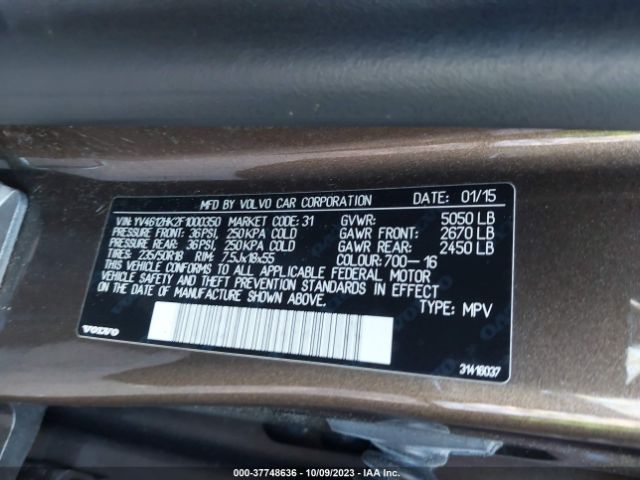 MFD BY VOLVO CAR CORPORATION DATE: 01/15
VIN: YV4612HK2F1000350 MARKET CODE: 31 GVWR: 5050 LB
PRESSURE FRONT: 36PSI, 250KPA COLD GAWR FRONT: 2670 LB
PRESSURE REAR: 36 PSI, 250KPA COLD GAWR REAR: 2450 LB
TIRES: 235/50R18 RIM: 7.5Jx18x55 COLOUR: 700-16
THIS VEHICLE CONFORMS TO ALL APPLICABLE FEDERAL MOTOR
VEHICLE SAFETY AND THEFT PREVENTION STANDARDS IN EFFECT
ON THE DATE OF MANUFACTURE SHOWN ABOVE. TYPE: MPV
VOLVO 31416037
000-37748636 - 10/09/2023 - IAA Inc.